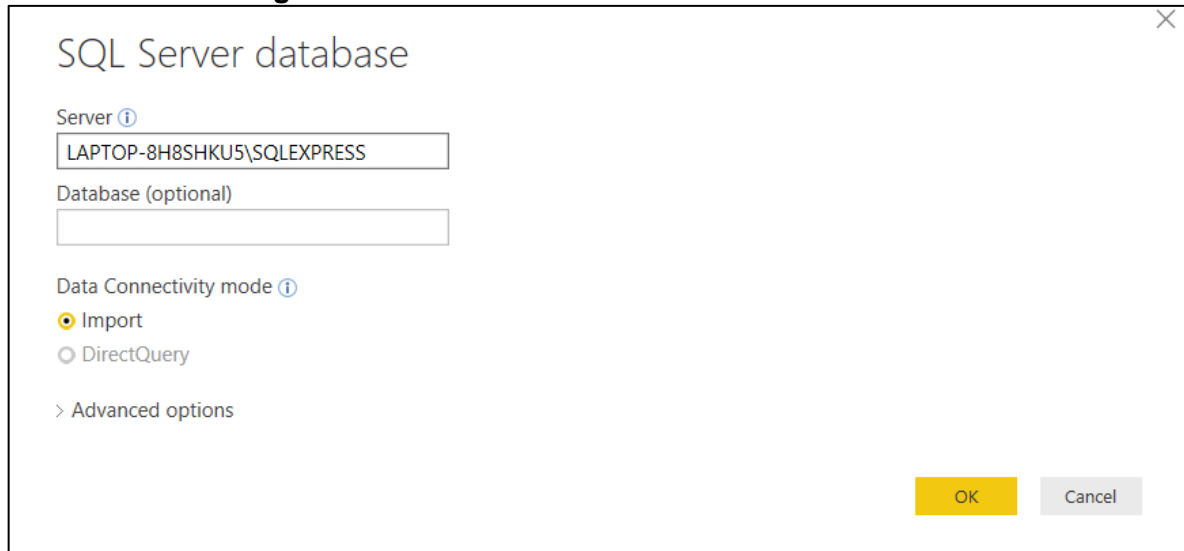 SQL Server database
Server
LAPTOP-8H8SHKU5\SQLEXPRESS
Database (optional)
Data Connectivity mode
Import
DirectQuery
> Advanced options
OK Cancel